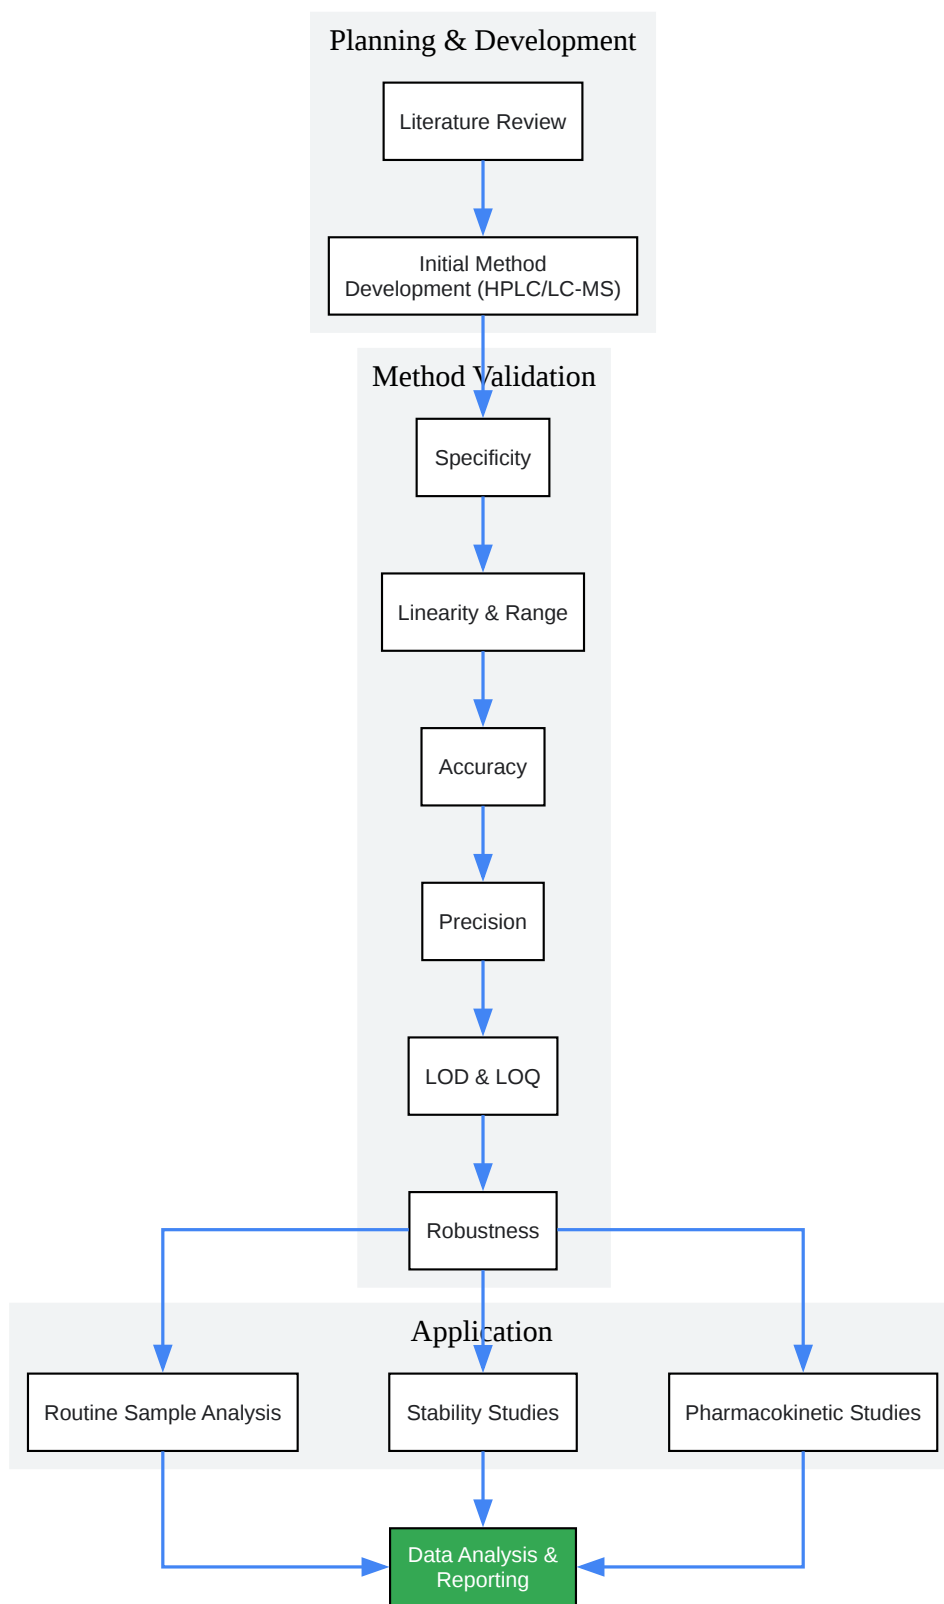 Planning & Development
Literature Review
Initial Method
Development (HPLC/LC-MS)
Method Validation
Specificity
Linearity & Range
Accuracy
Precision
LOD & LOQ
Robustness
Application
Routine Sample Analysis
Stability Studies
Pharmacokinetic Studies
Data Analysis &
Reporting